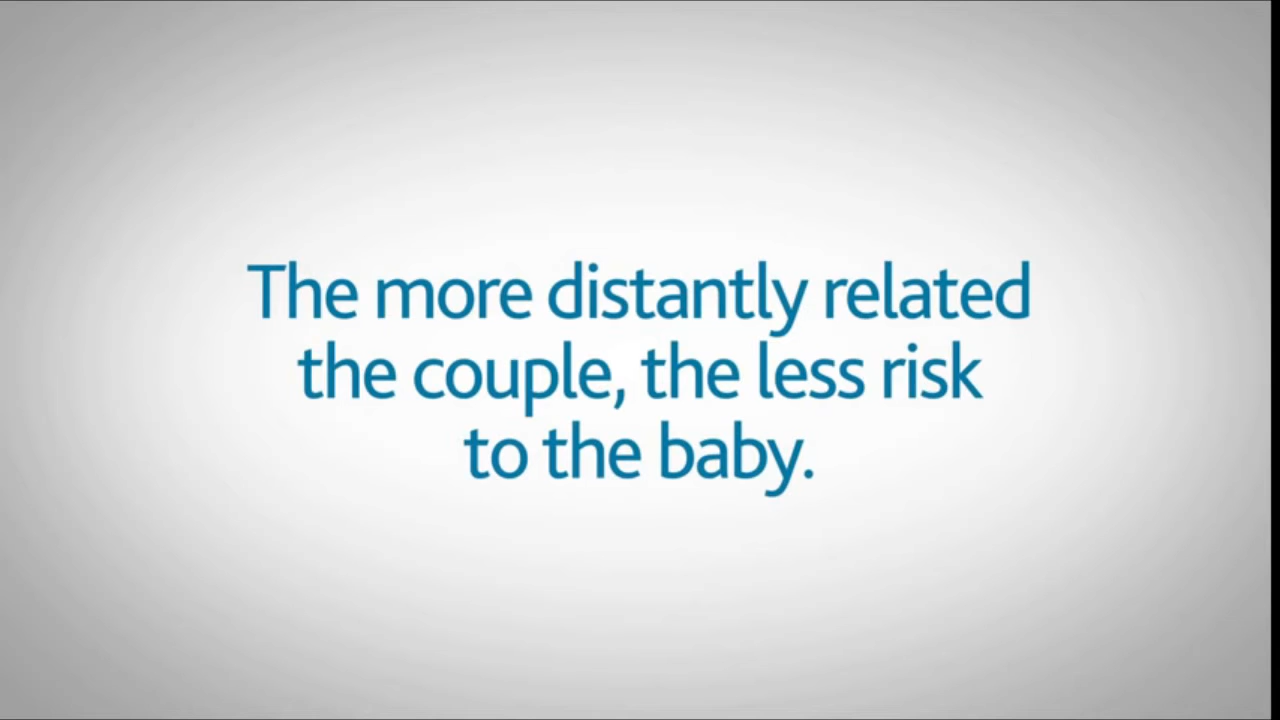 The more distantly related
the couple, the less risk
to the baby.